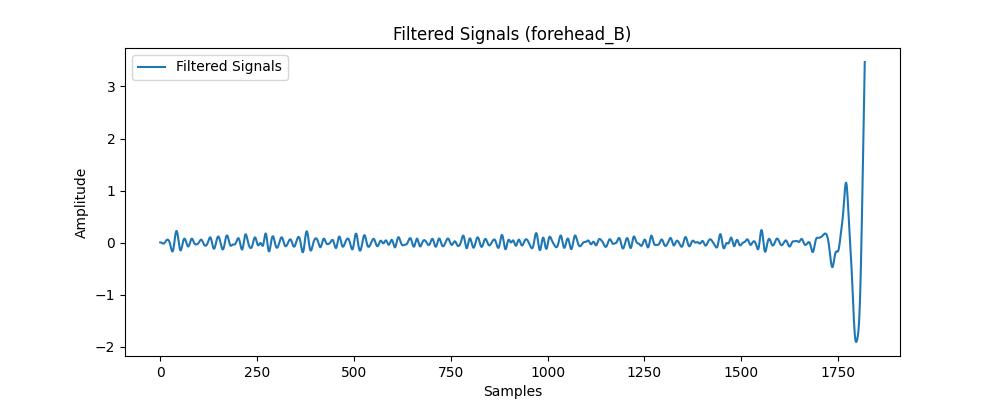 Filtered Signals (forehead_B)
Filtered Signals
3
2
1
0
−1
−2
Amplitude
0 250 500 750 1000 1250 1500 1750
Samples